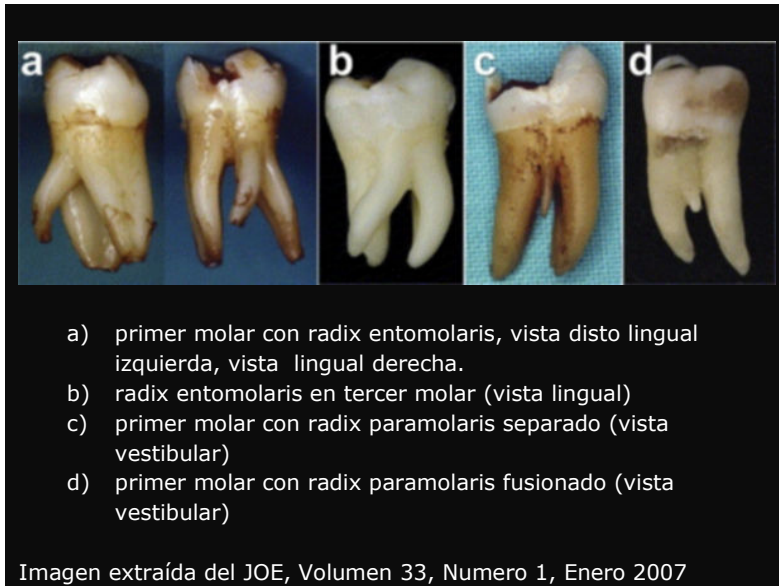 a b c d
a) primer molar con radix entomolaris, vista disto lingual
izquierda, vista lingual derecha.
b) radix entomolaris en tercer molar (vista lingual)
c) primer molar con radix paramolaris separado (vista
vestibular)
d) primer molar con radix paramolaris fusionado (vista
vestibular)
Imagen extraída del JOE, Volumen 33, Numero 1, Enero 2007